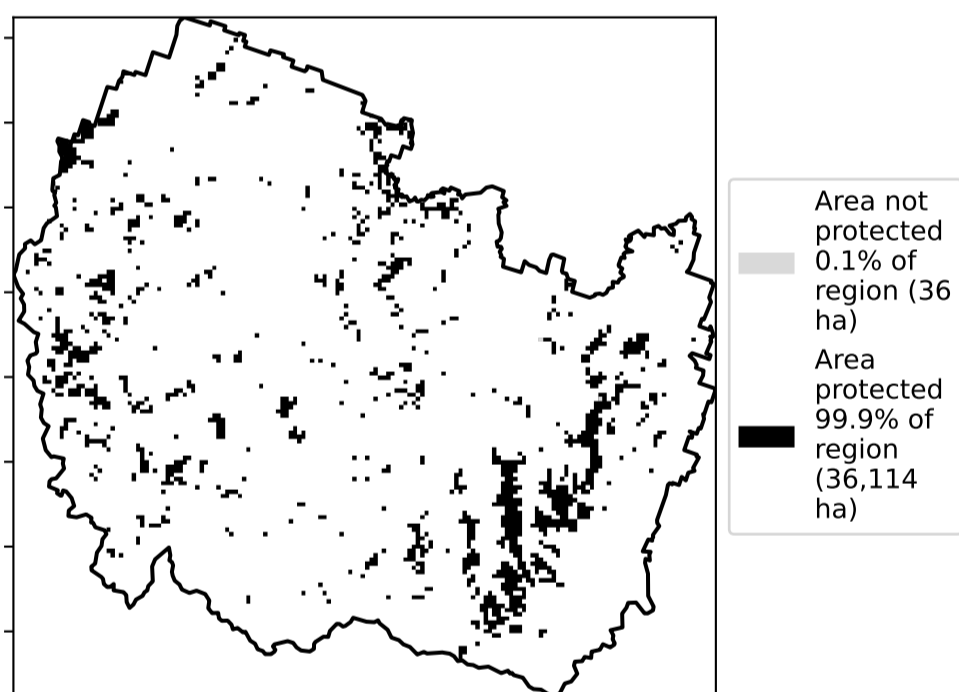 Area not
protected
0.1% of
region (36
ha)
Area
protected
99.9% of
region
(36,114
ha)